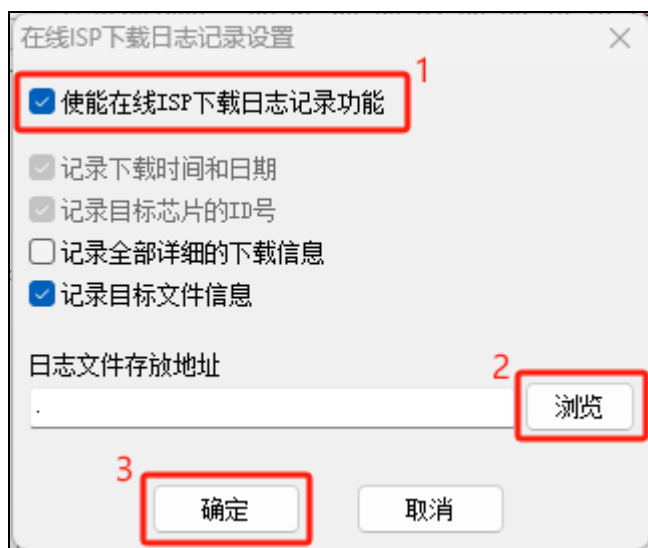 在线ISP下载日志记录设置
1
使能在线ISP下载日志记录功能
记录下载时间和日期
记录目标芯片的ID号
记录全部详细的下载信息
记录目标文件信息
日志文件存放地址
2
.
浏览
3
确定
取消